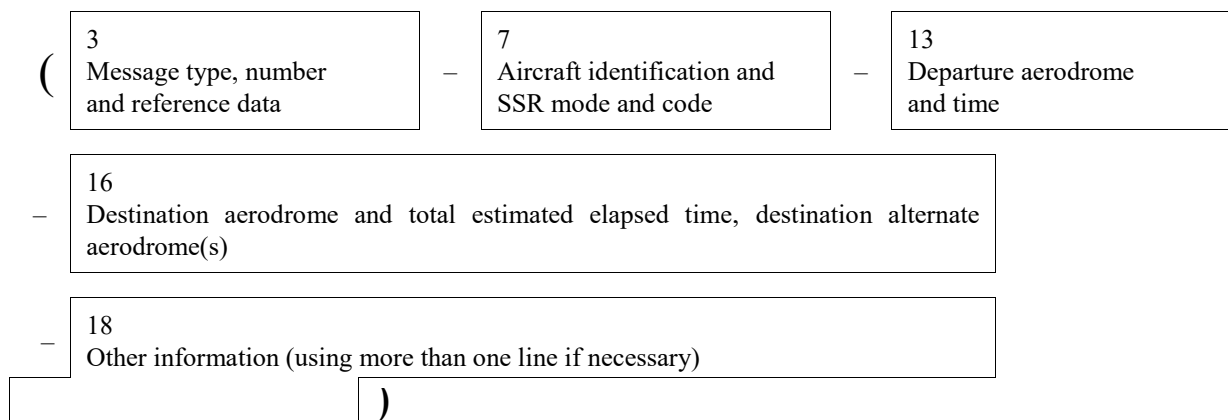 (
3
Message type, number
and reference data
–
7
Aircraft identification and
SSR mode and code
–
13
Departure aerodrome
and time
–
16
Destination aerodrome and total estimated elapsed time, destination alternate
aerodrome(s)
–
18
Other information (using more than one line if necessary)
)